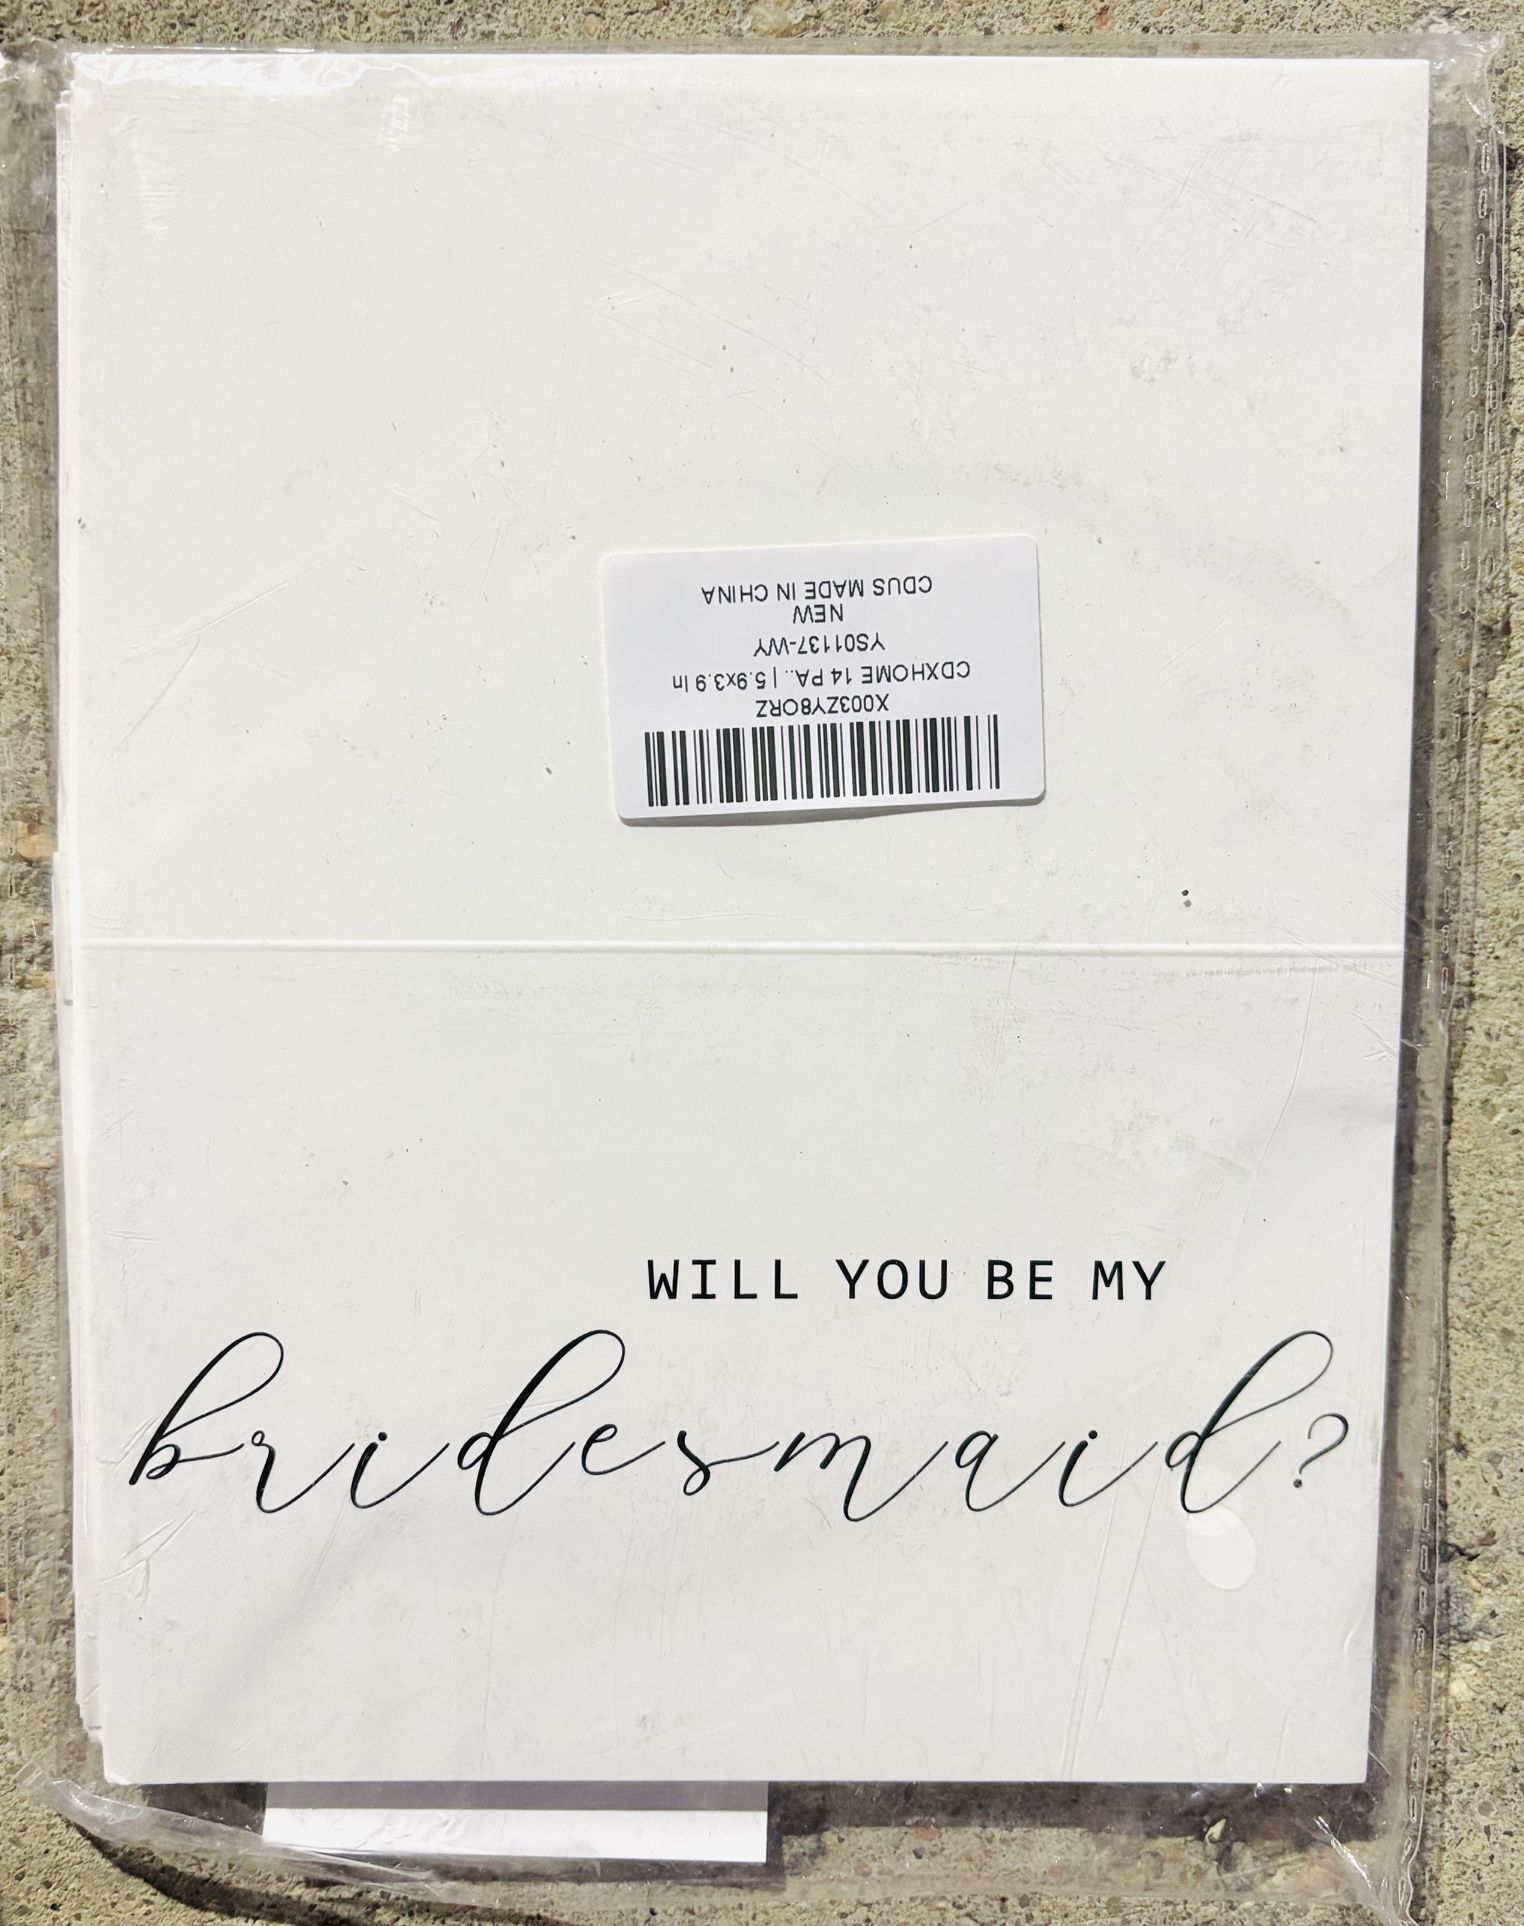 X003ZY8ORZ
CDXHOME 14 PA.. | 5.9x3.9 In
YS01137-WY
NEW
CDUS MADE IN CHINA
WILL YOU BE MY
bridesmaid?